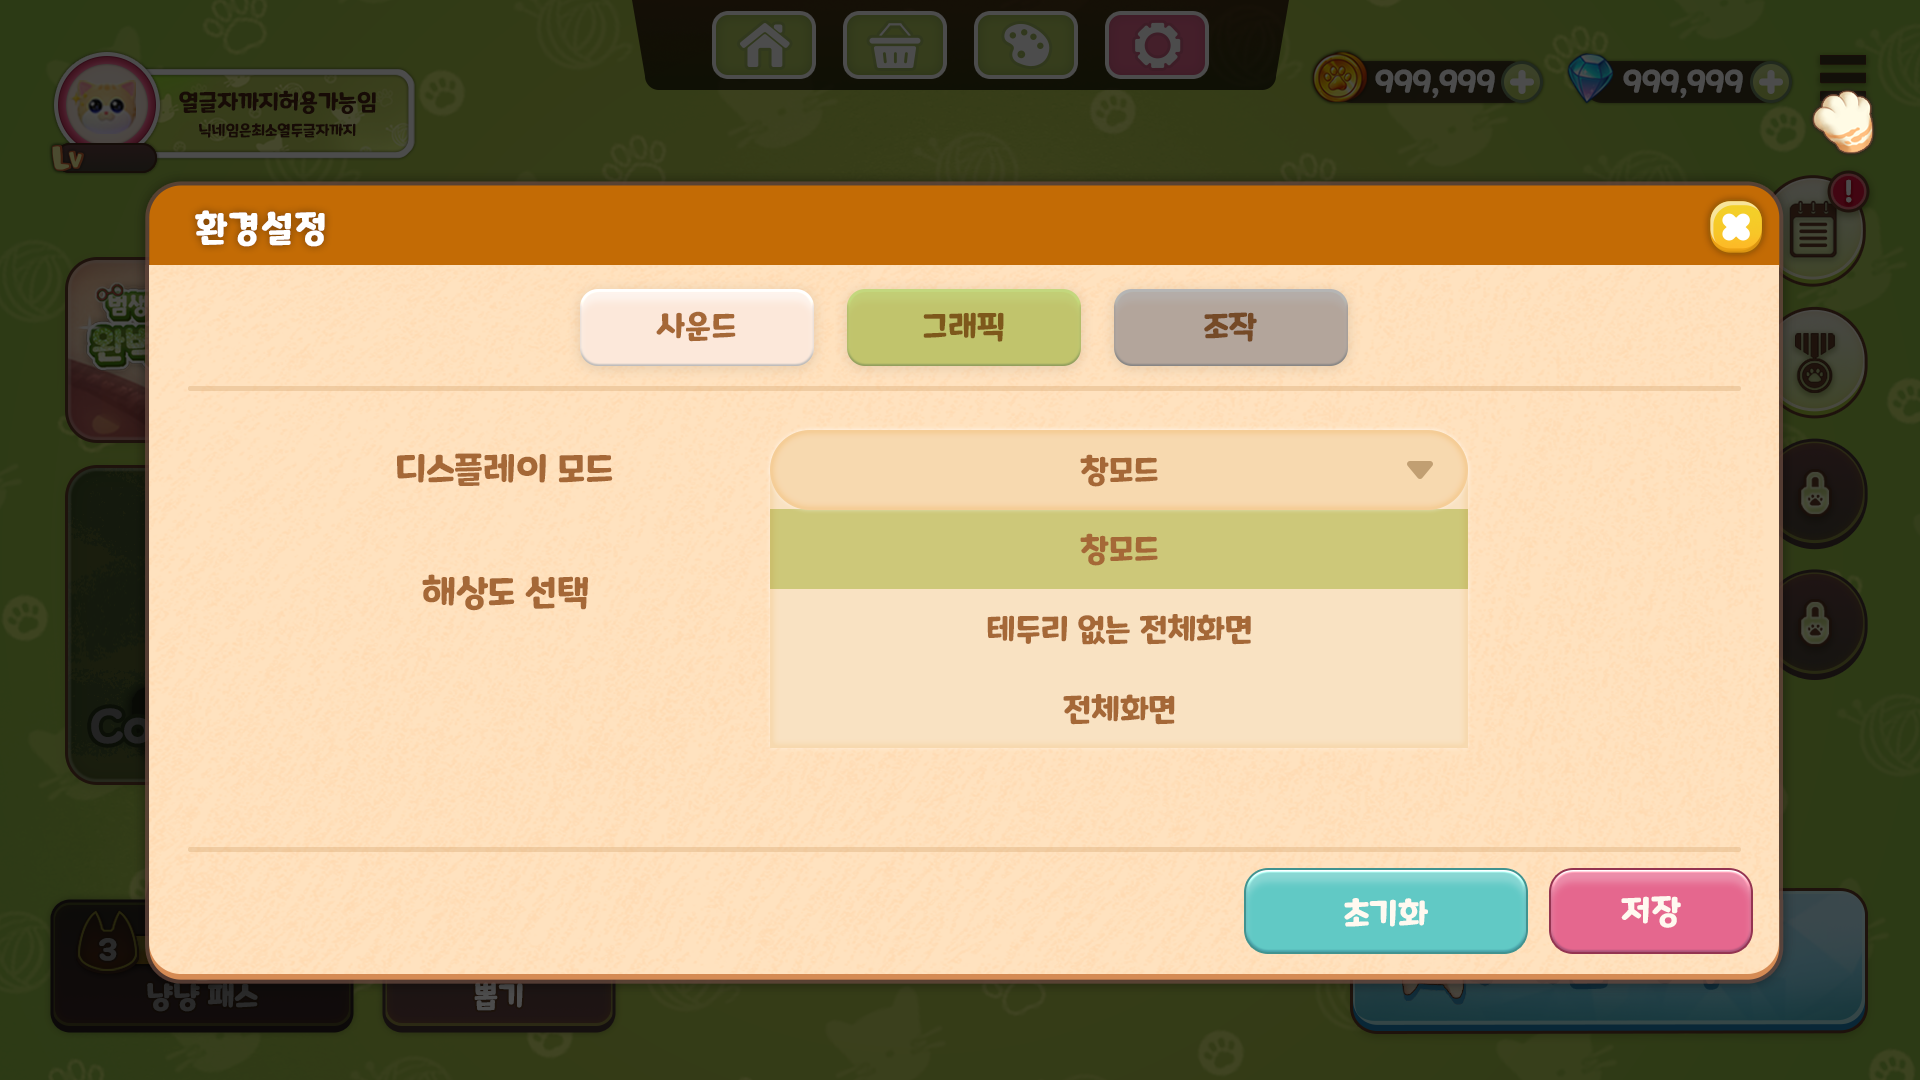 999,999
999,999
열글자까지허용가능임
닉네임은최소열두글자까지
Lv
환경설정
사운드
그래픽
조작
디스플레이 모드
창모드
창모드
해상도 선택
테두리 없는 전체화면
전체화면
초기화
저장
3
냥냥 패스
뽑기